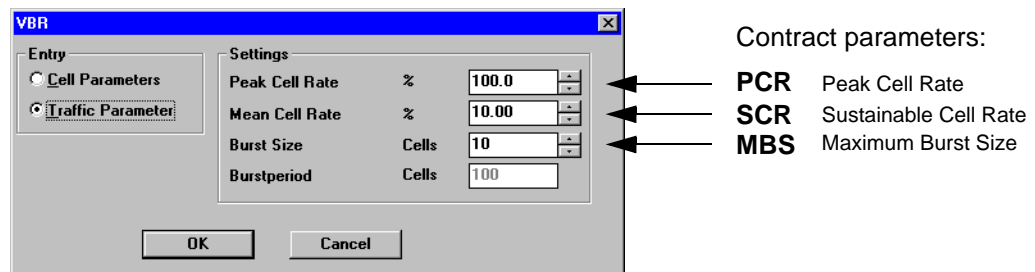 VBR
Entry
Cell Parameters
Traffic Parameter
Settings
Peak Cell Rate % 100.0
Mean Cell Rate % 10.00
Burst Size Cells 10
Burstperiod Cells 100
OK
Cancel
Contract parameters:
PCR Peak Cell Rate
SCR Sustainable Cell Rate
MBS Maximum Burst Size